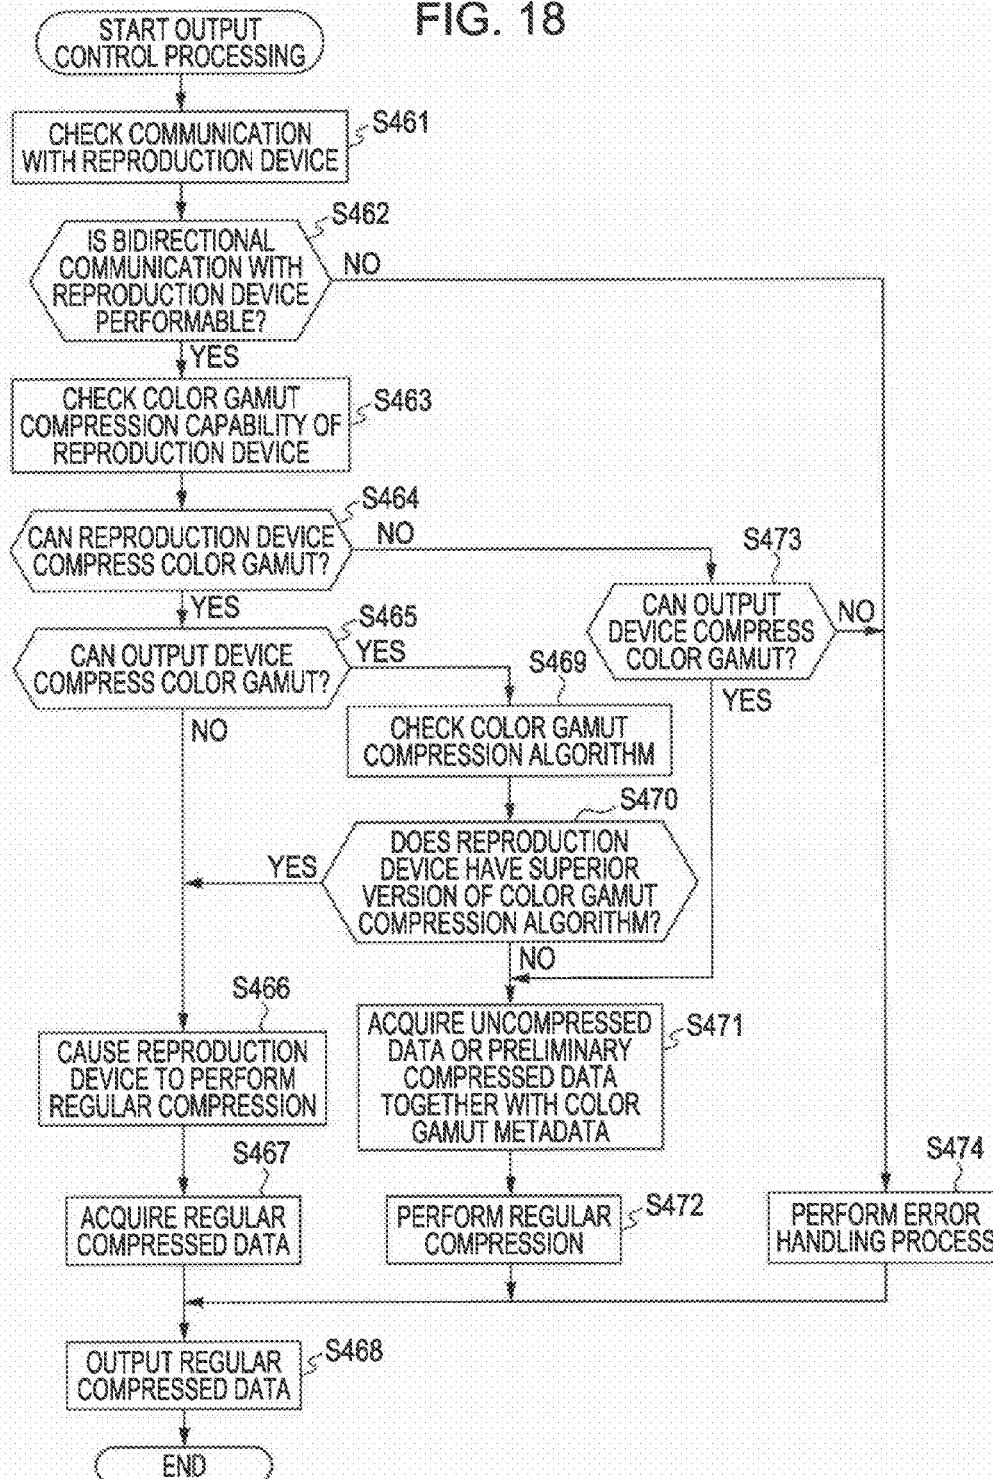 FIG. 18
START OUTPUT
CONTROL PROCESSING
CHECK COMMUNICATION
WITH REPRODUCTION DEVICE
S461
IS BIDIRECTIONAL
COMMUNICATION WITH
REPRODUCTION DEVICE
PERFORMABLE?
S462
NO
YES
CHECK COLOR GAMUT
COMPRESSION CAPABILITY OF
REPRODUCTION DEVICE
S463
CAN REPRODUCTION DEVICE
COMPRESS COLOR GAMUT?
S464
NO
YES
S473
CAN OUTPUT
DEVICE COMPRESS
COLOR GAMUT?
NO
YES
CAN OUTPUT DEVICE
COMPRESS COLOR GAMUT?
S465
YES
NO
S469
CHECK COLOR GAMUT
COMPRESSION ALGORITHM
S470
DOES REPRODUCTION
DEVICE HAVE SUPERIOR
VERSION OF COLOR GAMUT
COMPRESSION ALGORITHM?
YES
NO
S466
CAUSE REPRODUCTION
DEVICE TO PERFORM
REGULAR COMPRESSION
ACQUIRE UNCOMPRESSED
DATA OR PRELIMINARY
COMPRESSED DATA
TOGETHER WITH COLOR
GAMUT METADATA
S471
S467
ACQUIRE REGULAR
COMPRESSED DATA
PERFORM REGULAR
COMPRESSION
S472
S474
PERFORM ERROR
HANDLING PROCESS
OUTPUT REGULAR
COMPRESSED DATA
S468
END